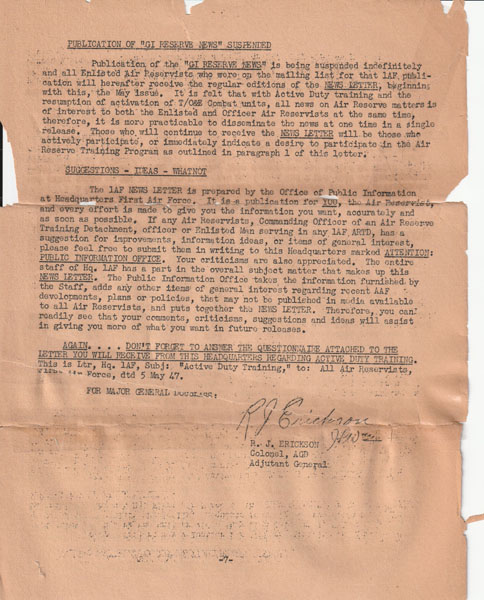 PUBLICATION OF "GI RESERVE NEWS" SUSPENDED
Publication of the "GI RESERVE NEWS" is being suspended indefinitely
and all Enlisted Air Reservists who were on the mailing list for that 1AF publi-
cation will hereafter receive the regular editions of the NEWS LETTER, beginning
with this, the May issue. It is felt that with Active Duty training and the
resumption of activation of T/O&E Combat units, all news on Air Reserve matters is
of interest to both the Enlisted and Officer Air Reservists at the same time,
therefore, it is more practicable to disseminate the news at one time in a single
release. Those who will continue to receive the NEWS LETTER will be those who
actively participate, or immediately indicate a desire to participate in the Air
Reserve Training Program as outlined in paragraph 1 of this letter.
SUGGESTIONS - IDEAS - WHATNOT
The 1AF NEWS LETTER is prepared by the Office of Public Information
at Headquarters First Air Force. It is a publication for YOU, the Air Reservist,
and every effort is made to give you the information you want, accurately and
as soon as possible. If any Air Reservists, Commanding Officer of an Air Reserve
Training Detachment, officer or Enlisted Man serving in any 1AF ARTD, has a
suggestion for improvements, information ideas, or items of general interest,
please feel free to submit them in writing to this Headquarters marked ATTENTION:
PUBLIC INFORMATION OFFICE. Your criticisms are also appreciated. The entire
staff of Hq. 1AF has a part in the overall subject matter that makes up this
NEWS LETTER. The Public Information Office takes the information furnished by
the Staff, adds any other items of general interest regarding recent AAF
developments, plans or policies, that may not be published in media available
to all Air Reservists, and puts together the NEWS LETTER. Therefore, you can
readily see that your comments, criticisms, suggestions and ideas will assist
in giving you more of what you want in future releases.
AGAIN. . . . DON'T FORGET TO ANSWER THE QUESTIONAIRE ATTACHED TO THE
LETTER YOU WILL RECEIVE FROM THIS HEADQUARTERS REGARDING ACTIVE DUTY TRAINING.
This is Ltr, Hq, 1AF, Subj: "Active Duty Training," to: All Air Reservists,
Air Force, dtd 5 May 47.
FOR MAJOR GENERAL
R J Erickson
R. J. ERICKSON
Colonel, AGD
Adjutant General
-7-